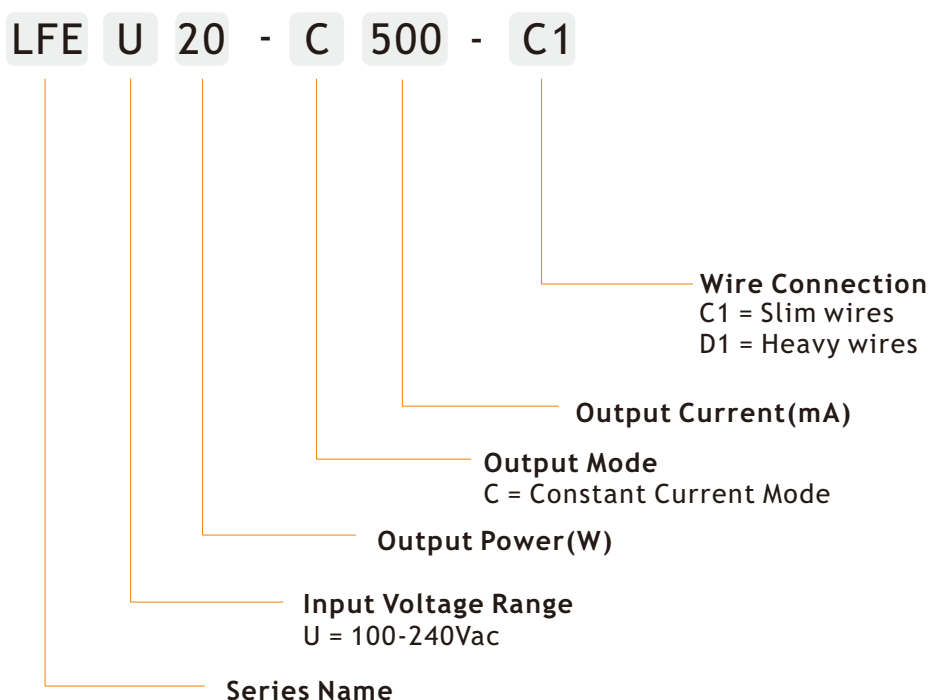 LFE U 20 - C 500 - C1
Wire Connection
C1 = Slim wires
D1 = Heavy wires
Output Current(mA)
Output Mode
C = Constant Current Mode
Output Power(W)
Input Voltage Range
U = 100-240Vac
Series Name